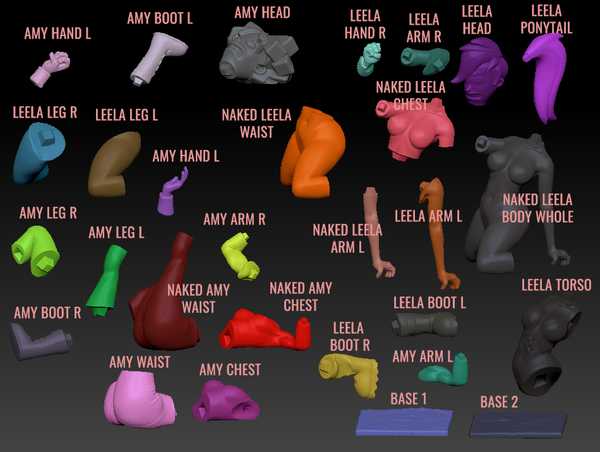 AMY HAND L
AMY BOOT L
AMY HEAD
LEELA
HAND R
LEELA
ARM R
LEELA
HEAD
LEELA
PONYTAIL
LEELA LEG R
LEELA LEG L
NAKED LEELA
WAIST
NAKED LEELA
CHEST
AMY HAND L
AMY LEG R
AMY LEG L
AMY ARM R
NAKED LEELA
ARM L
LEELA ARM L
NAKED LEELA
BODY WHOLE
NAKED AMY
WAIST
NAKED AMY
CHEST
LEELA BOOT L
LEELA TORSO
AMY BOOT R
LEELA
BOOT R
AMY ARM L
AMY WAIST
AMY CHEST
BASE 1
BASE 2